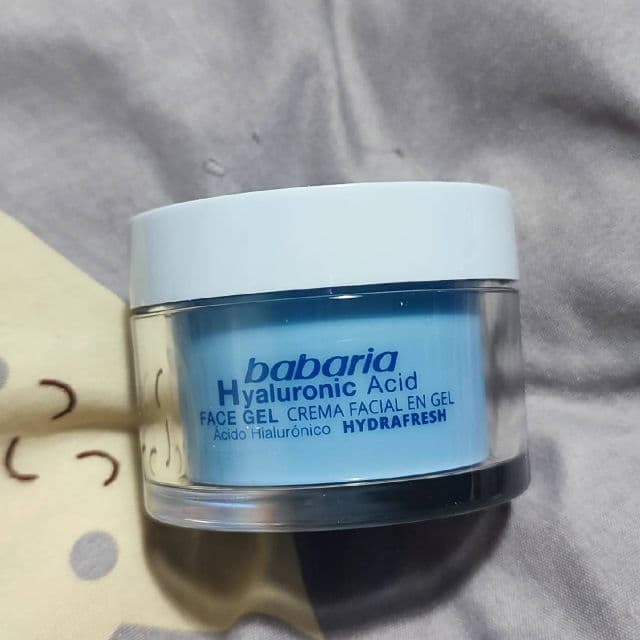 babaria
Hyaluronic Acid
FACE GEL CREMA FACIAL EN GEL
Ácido Hialurónico HYDRAFRESH